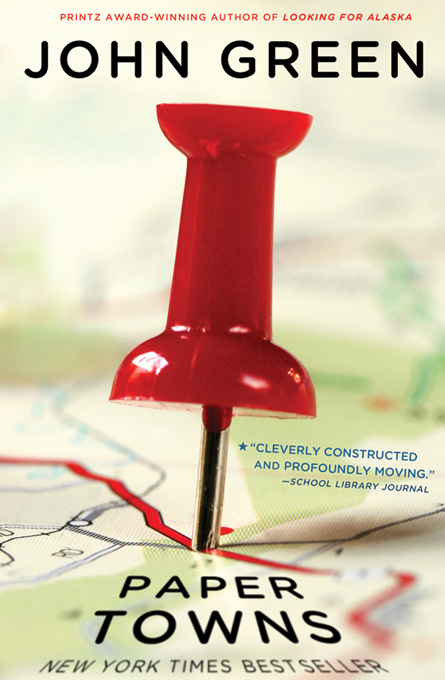 PRINTZ AWARD-WINNING AUTHOR OF LOOKING FOR ALASKA
JOHN GREEN
★"CLEVERLY CONSTRUCTED
AND PROFOUNDLY MOVING."
—SCHOOL LIBRARY JOURNAL
PAPER
TOWNS
NEW YORK TIMES BESTSELLER